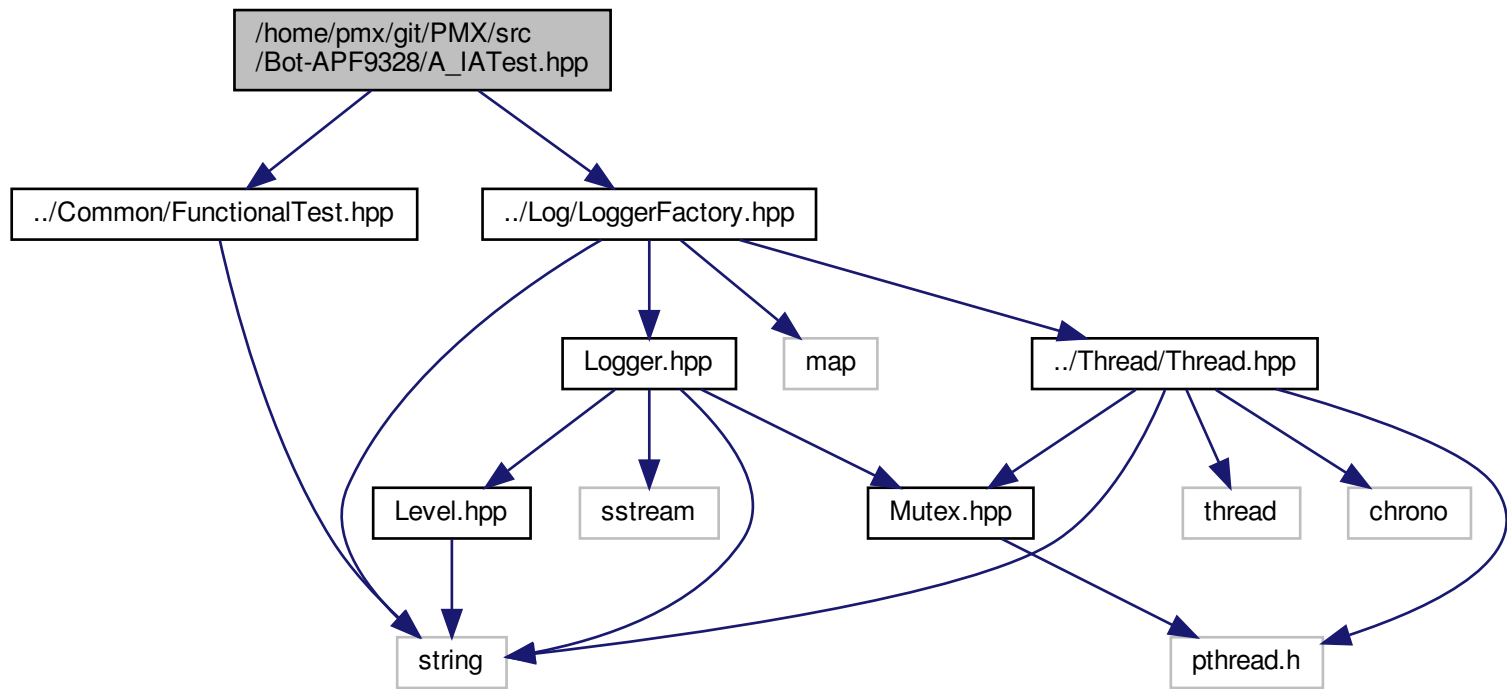 /home/pmx/git/PMX/src
/Bot-APF9328/A_IATest.hpp
../Common/FunctionalTest.hpp
../Log/LoggerFactory.hpp
Logger.hpp
map
../Thread/Thread.hpp
Level.hpp
sstream
Mutex.hpp
thread
chrono
string
pthread.h